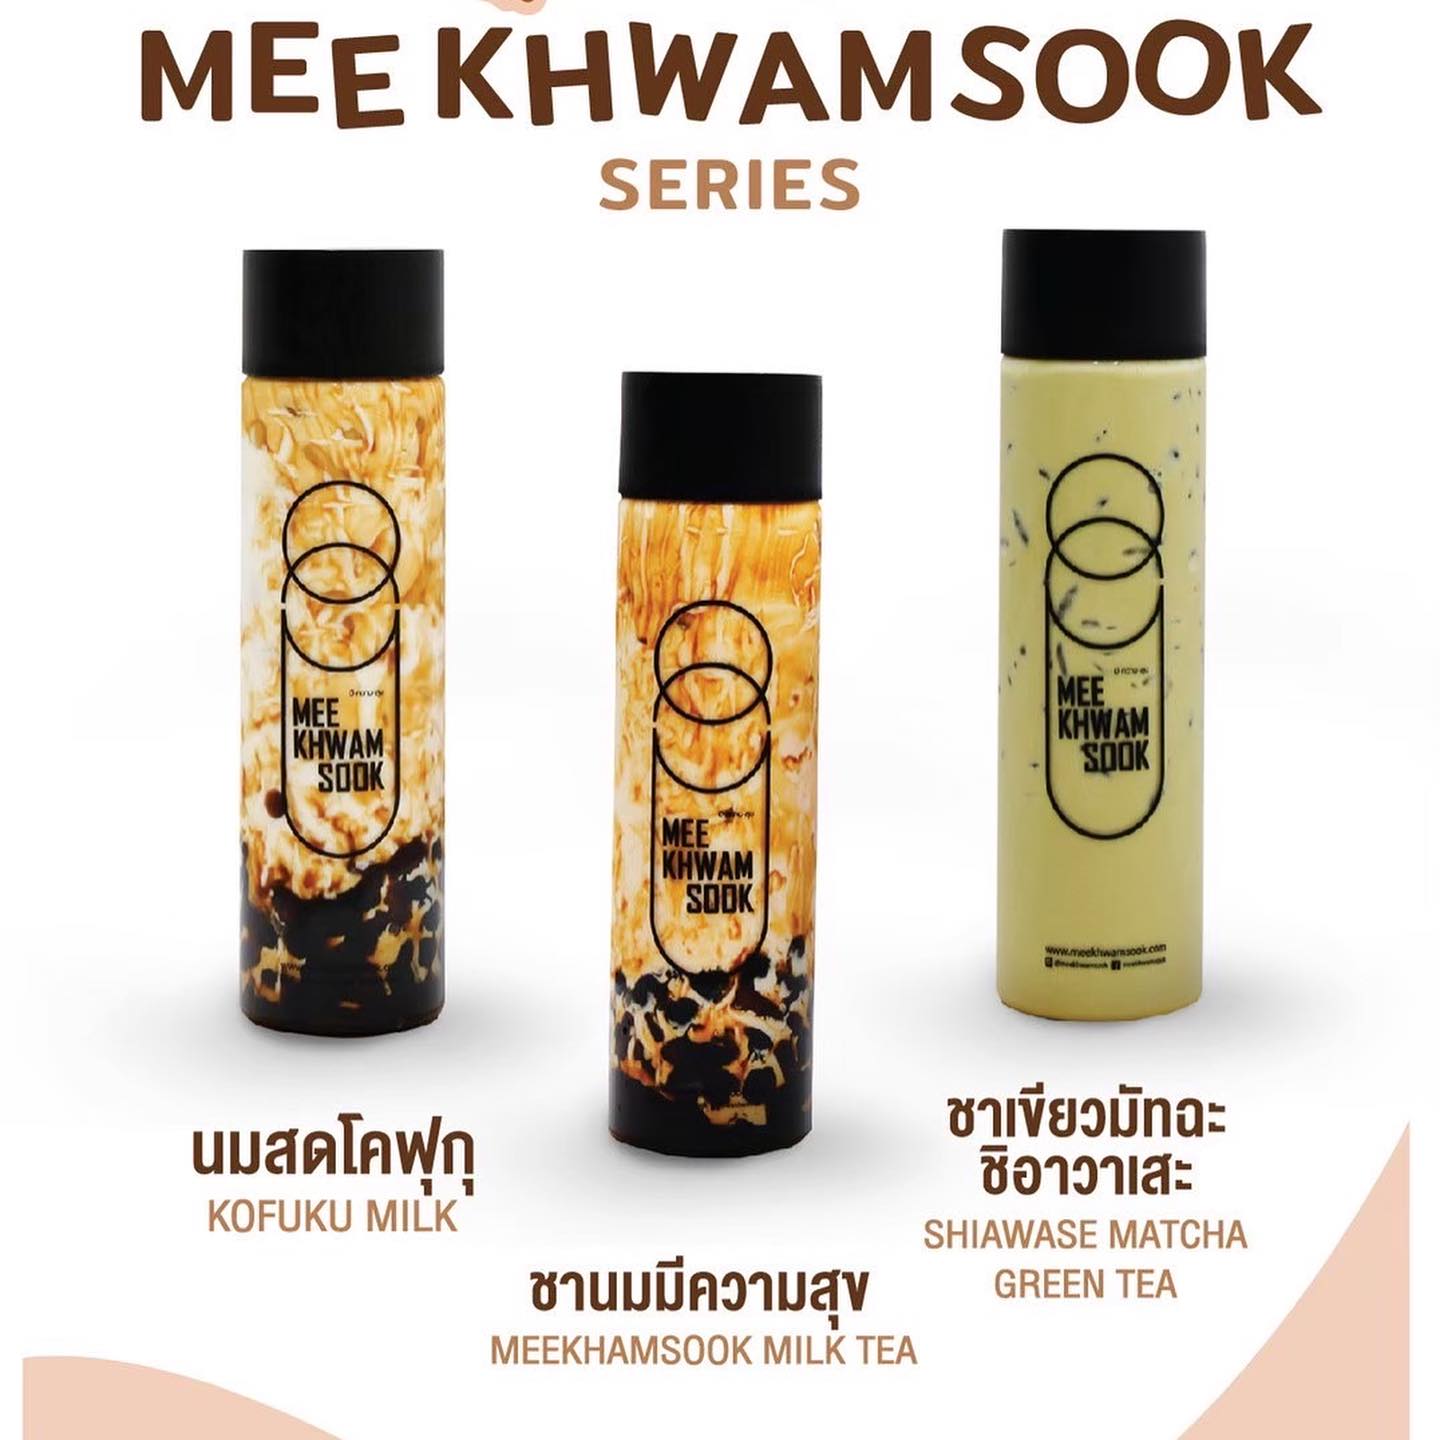 MEE KHWAM SOOK
SERIES
MEE
KHWAM
SOOK
MEE
KHWAM
SOOK
MEE
KHWAM
SOOK
www.meekhwamsook.com
นมสดโคฟุกุ
KOFUKU MILK
ชานมมีความสุข
MEEKHAMSOOK MILK TEA
ชาเขียวมัทฉะ
ชิอาวาเสะ
SHIAWASE MATCHA
GREEN TEA